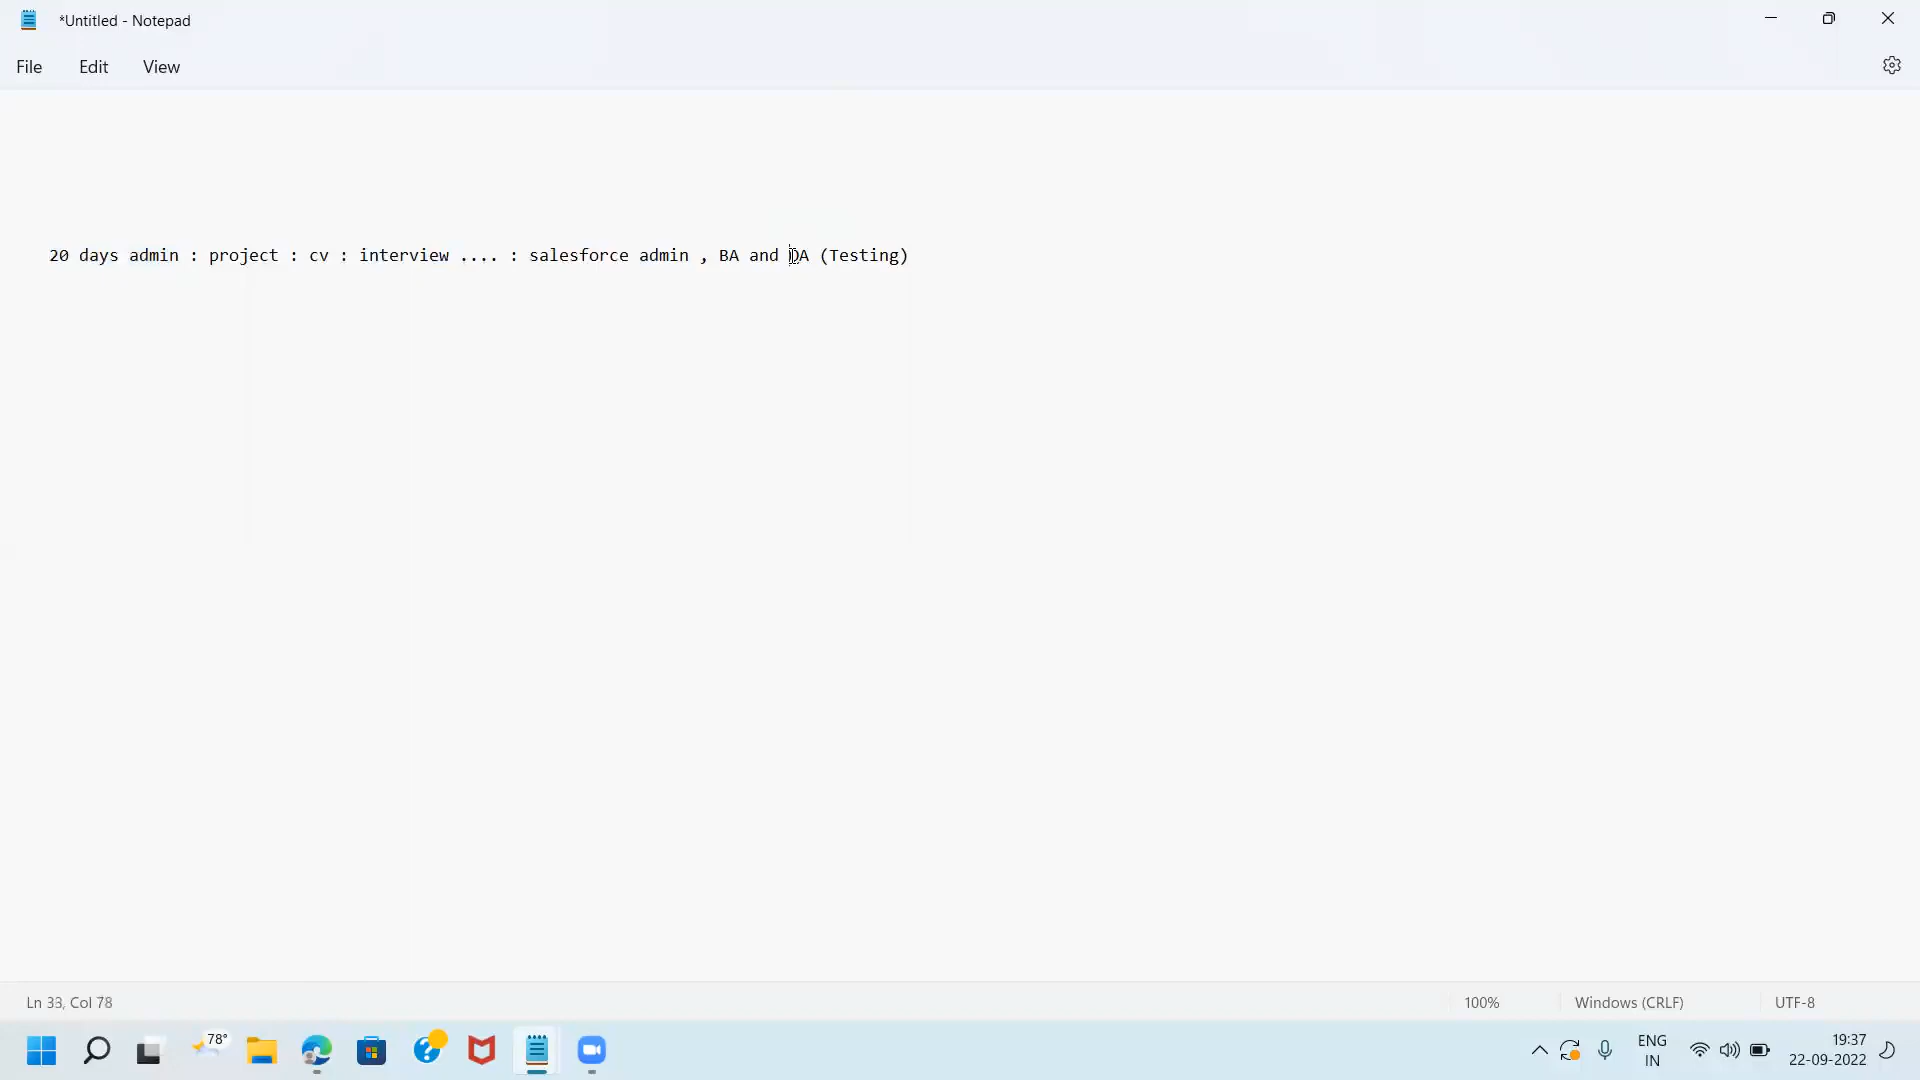 *Untitled - Notepad
File Edit View
20 days admin : project : cv : interview .... : salesforce admin , BA and QA (Testing)
Ln 33, Col 78 100% Windows (CRLF) UTF-8
78° ENG 19:37
IN 22-09-2022